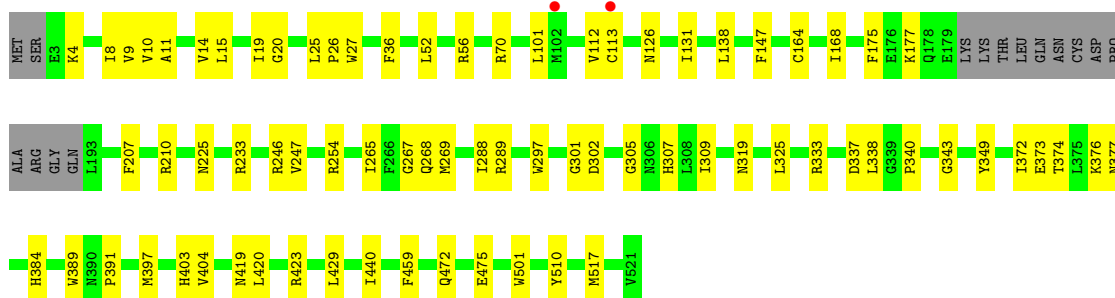 MET SER E3 K4 I8 V9 V10 A11 V14 L15 I19 G20 L25 P26 W27 F36 L52 R56 R70 L101 M102 V112 C113 N126 I131 L138 F147 C164 I168 F175 E176 K177 Q178 E179 LYS LYS THR LEU GLN ASN CYS ASP PRO
ALA ARG GLY GLN L193 F207 R210 N225 R233 R246 V247 R254 I265 F266 G267 Q268 M269 I288 R289 W297 G301 D302 G305 N306 H307 L308 I309 N319 L325 R333 D337 L338 G339 P340 G343 Y349 I372 E373 T374 L375 K376 N377
H384 W389 N390 P391 M397 H403 V404 N419 L420 R423 L429 I440 F459 Q472 E475 W501 Y510 M517 V521